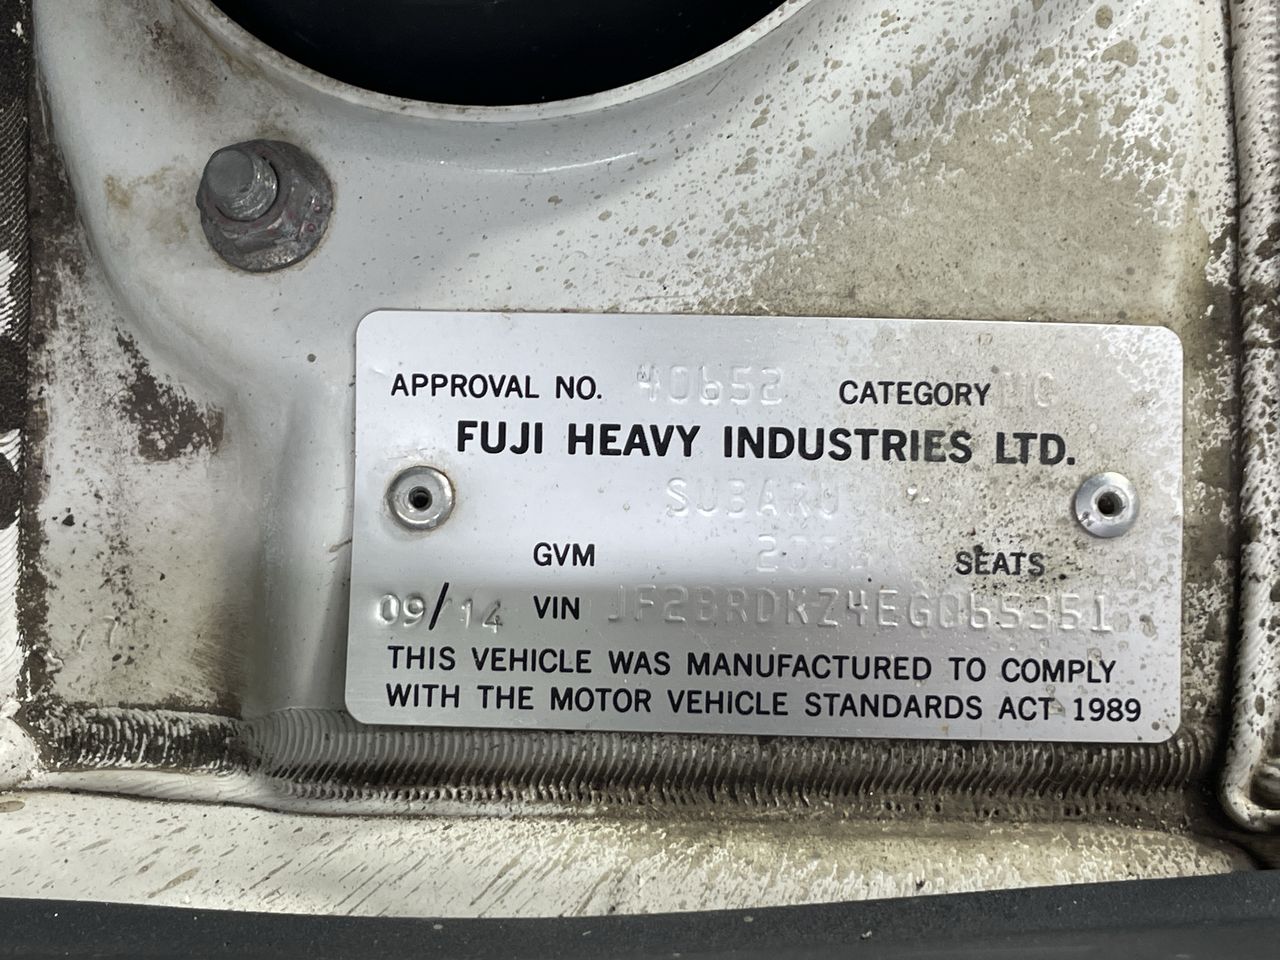 APPROVAL NO. 40652 CATEGORY
FUJI HEAVY INDUSTRIES LTD.
SUBARU
GVM SEATS
09/14 VIN JF2BRDKZ4EG065351
THIS VEHICLE WAS MANUFACTURED TO COMPLY
WITH THE MOTOR VEHICLE STANDARDS ACT 1989